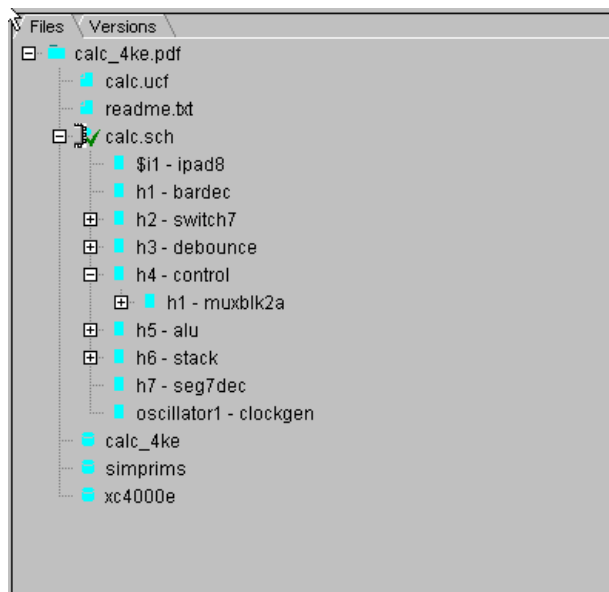 Files Versions
calc_4ke.pdf
calc.ucf
readme.txt
calc.sch
$i1 - ipad8
h1 - bardec
h2 - switch7
h3 - debounce
h4 - control
h1 - muxblk2a
h5 - alu
h6 - stack
h7 - seg7dec
oscillator1 - clockgen
calc_4ke
simprims
xc4000e